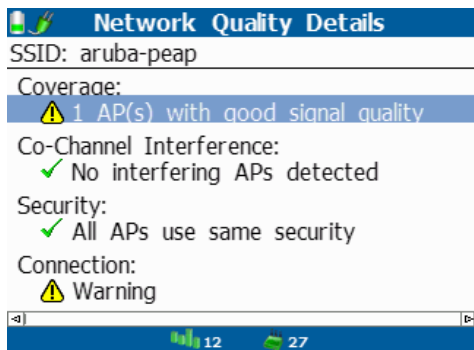 Network Quality Details
SSID: aruba-peap
Coverage:
1 AP(s) with good signal quality
Co-Channel Interference:
No interfering APs detected
Security:
All APs use same security
Connection:
Warning
12 27